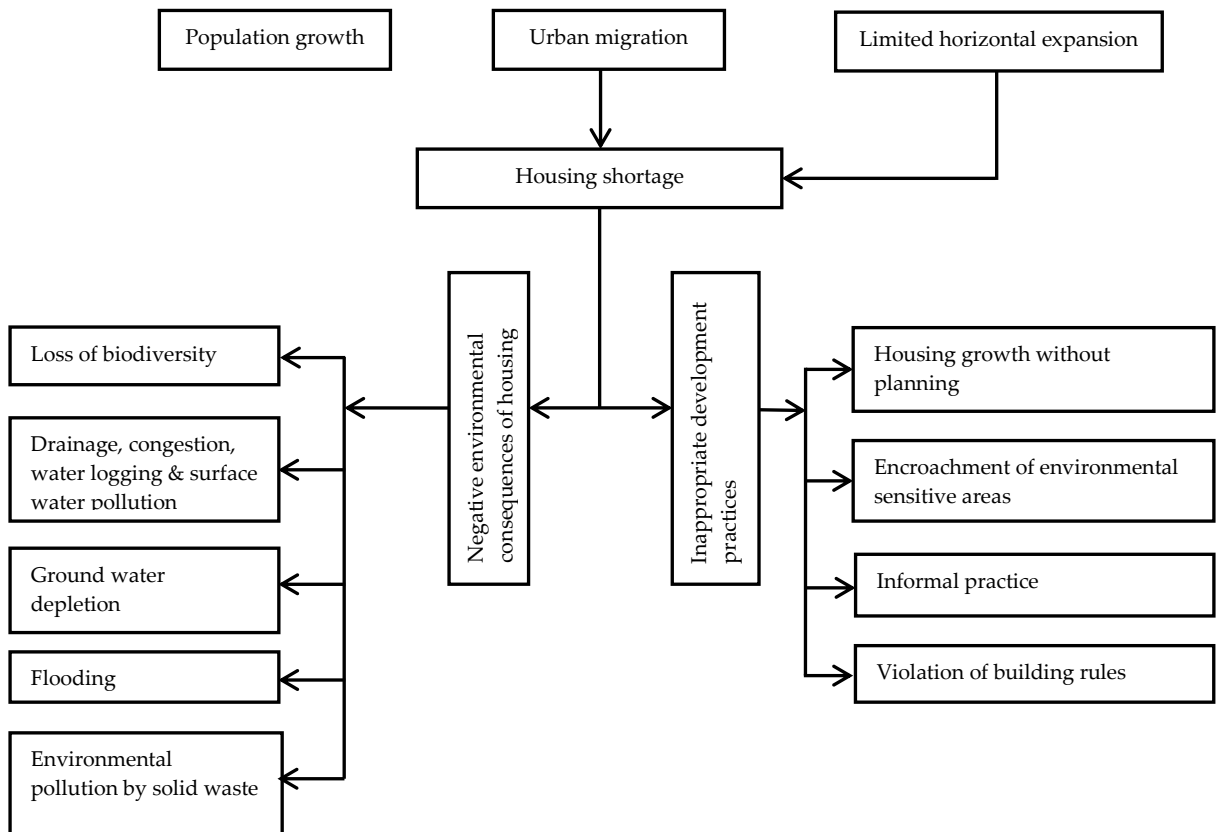 Population growth
Urban migration
Limited horizontal expansion
Housing shortage
Negative environmental
consequences of housing
Inappropriate development
practices
Loss of biodiversity
Drainage, congestion,
water logging & surface
water pollution
Ground water
depletion
Flooding
Environmental
pollution by solid waste
Housing growth without
planning
Encroachment of environmental
sensitive areas
Informal practice
Violation of building rules